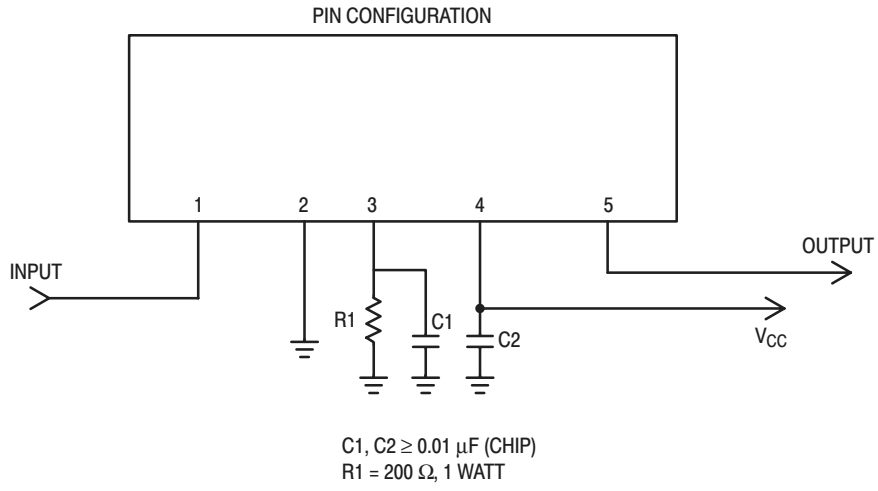 PIN CONFIGURATION
1 2 3 4 5
INPUT
OUTPUT
R1
C1
C2
VCC
C1, C2 ≥ 0.01 μF (CHIP)
R1 = 200 Ω, 1 WATT